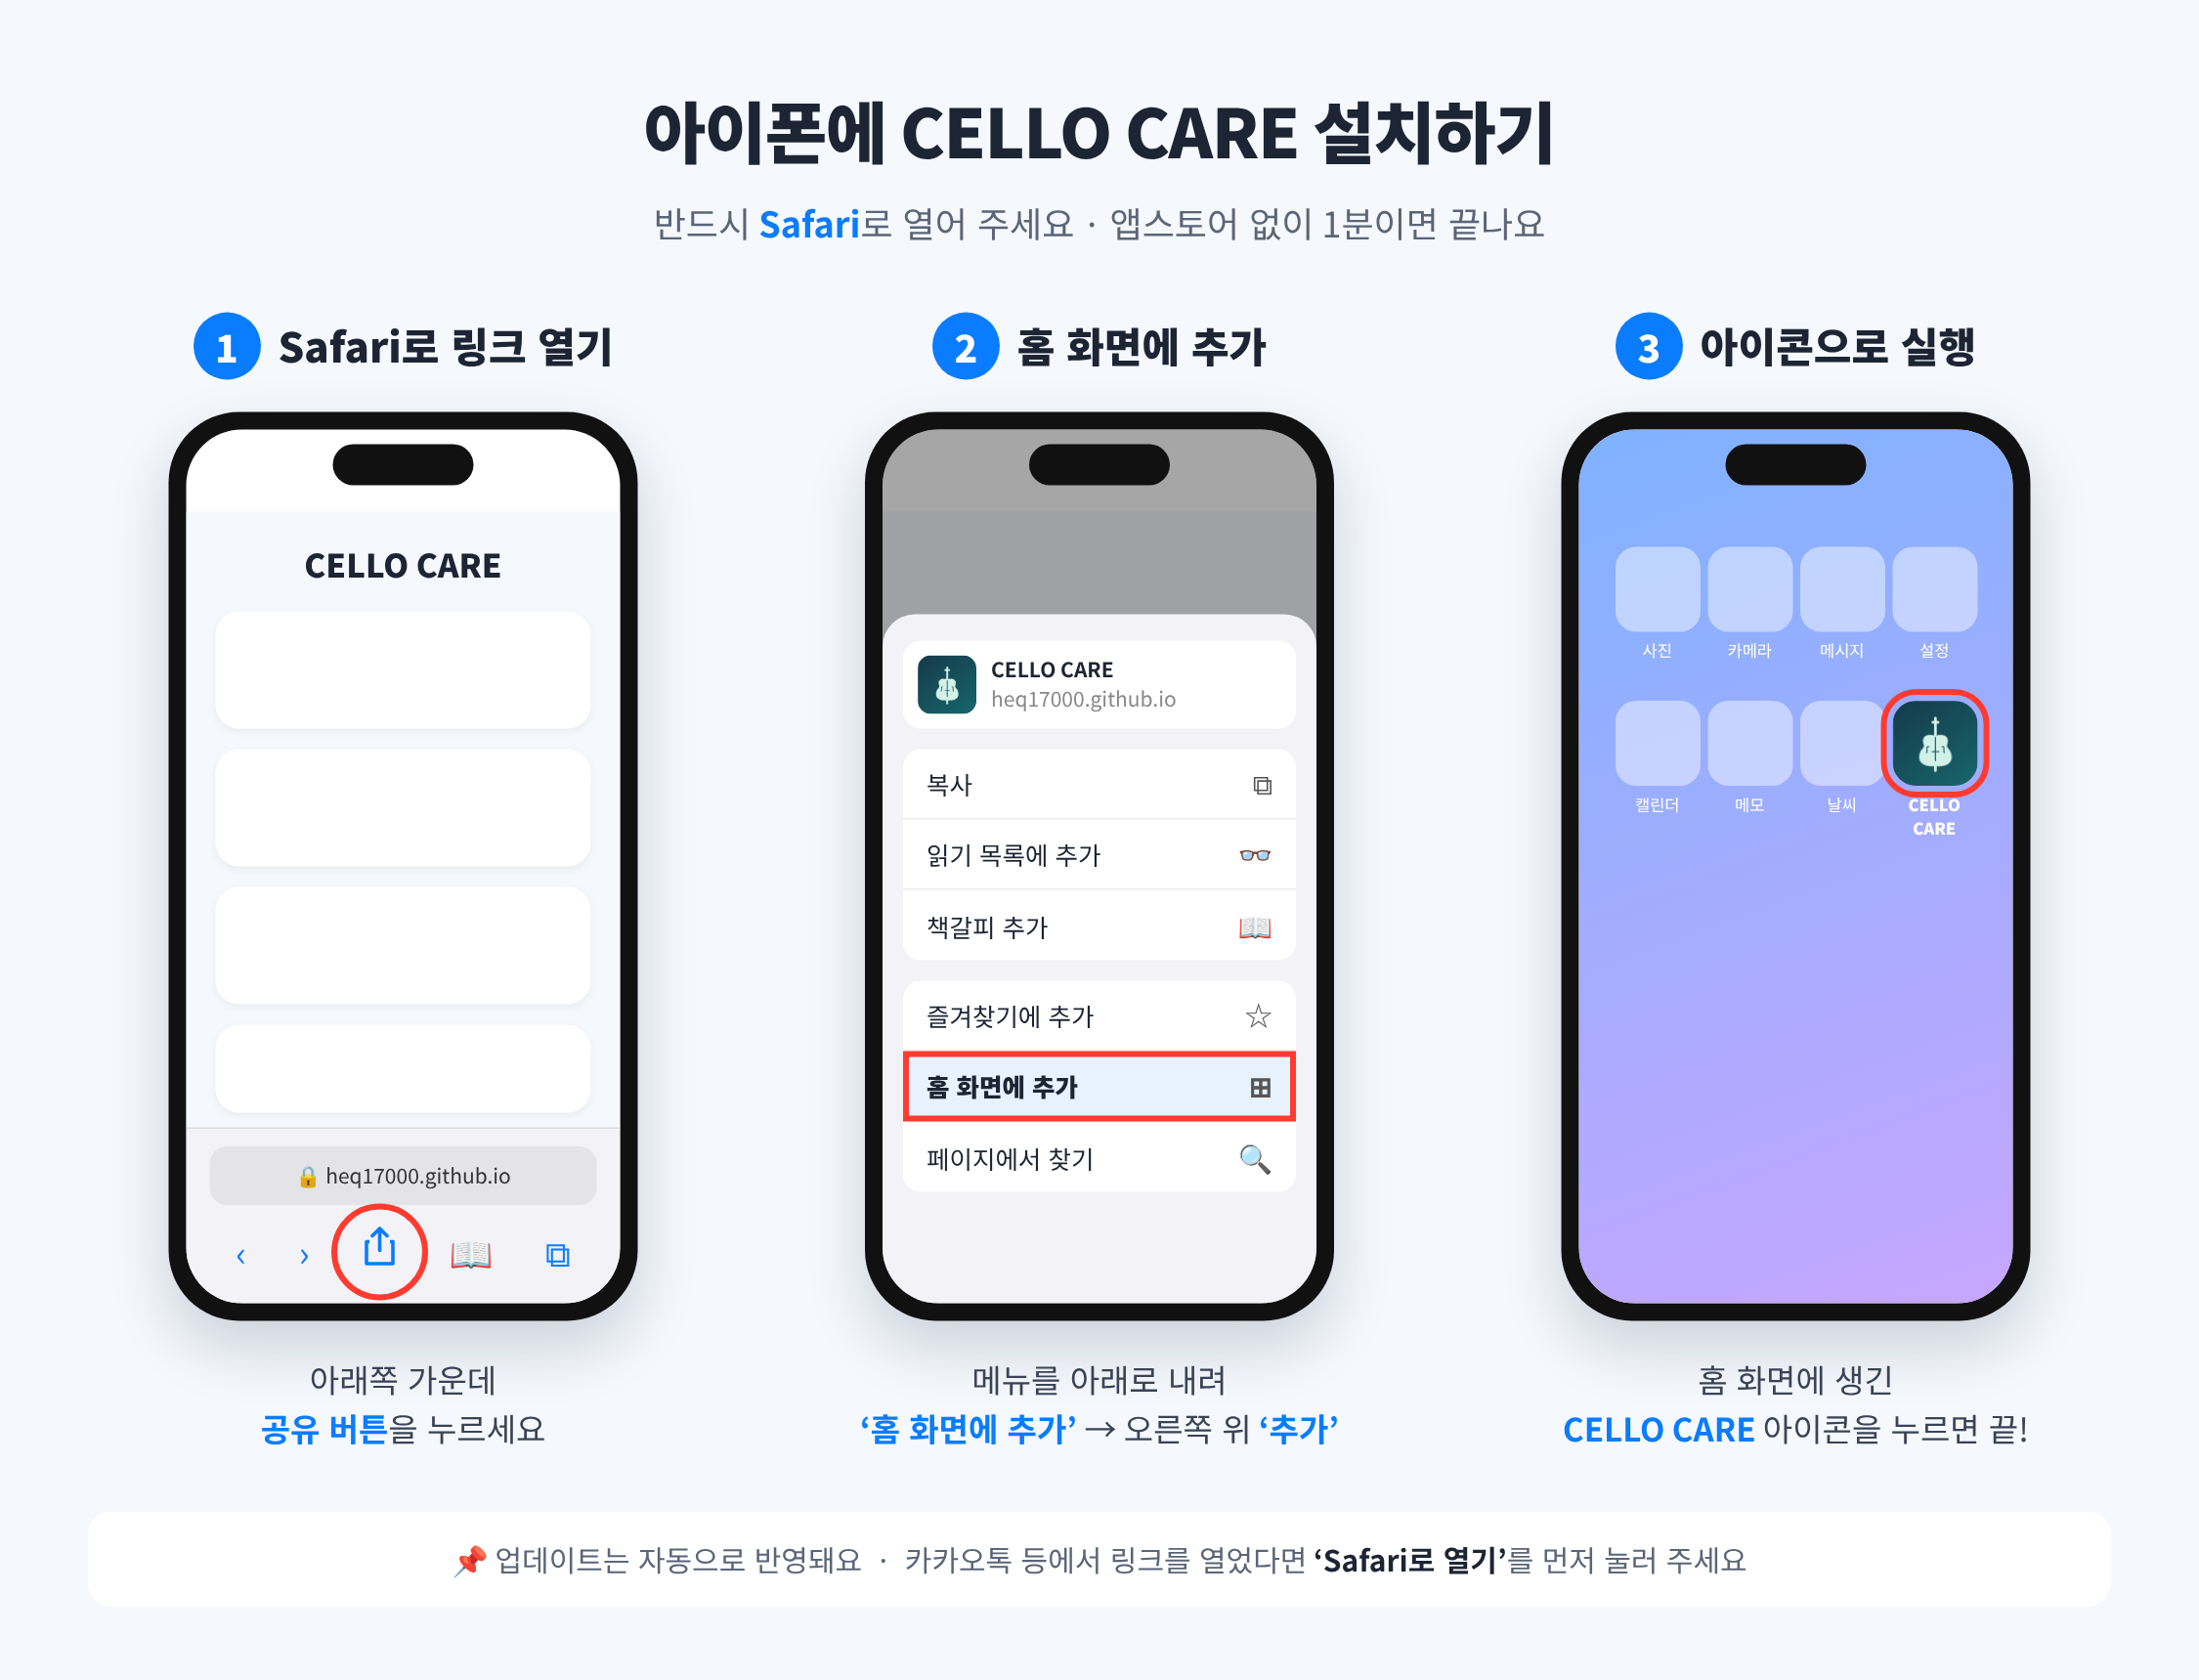 아이폰에 CELLO CARE 설치하기
반드시 Safari로 열어 주세요 · 앱스토어 없이 1분이면 끝나요
1 Safari로 링크 열기
CELLO CARE
🔒 heq17000.github.io
아래쪽 가운데
공유 버튼을 누르세요
2 홈 화면에 추가
CELLO CARE
heq17000.github.io
복사
읽기 목록에 추가
책갈피 추가
즐겨찾기에 추가
홈 화면에 추가
페이지에서 찾기
메뉴를 아래로 내려
‘홈 화면에 추가’ → 오른쪽 위 ‘추가’
3 아이콘으로 실행
사진 카메라 메시지 설정
캘린더 메모 날씨 CELLO
CARE
홈 화면에 생긴
CELLO CARE 아이콘을 누르면 끝!
📌 업데이트는 자동으로 반영돼요 · 카카오톡 등에서 링크를 열었다면 ‘Safari로 열기’를 먼저 눌러 주세요